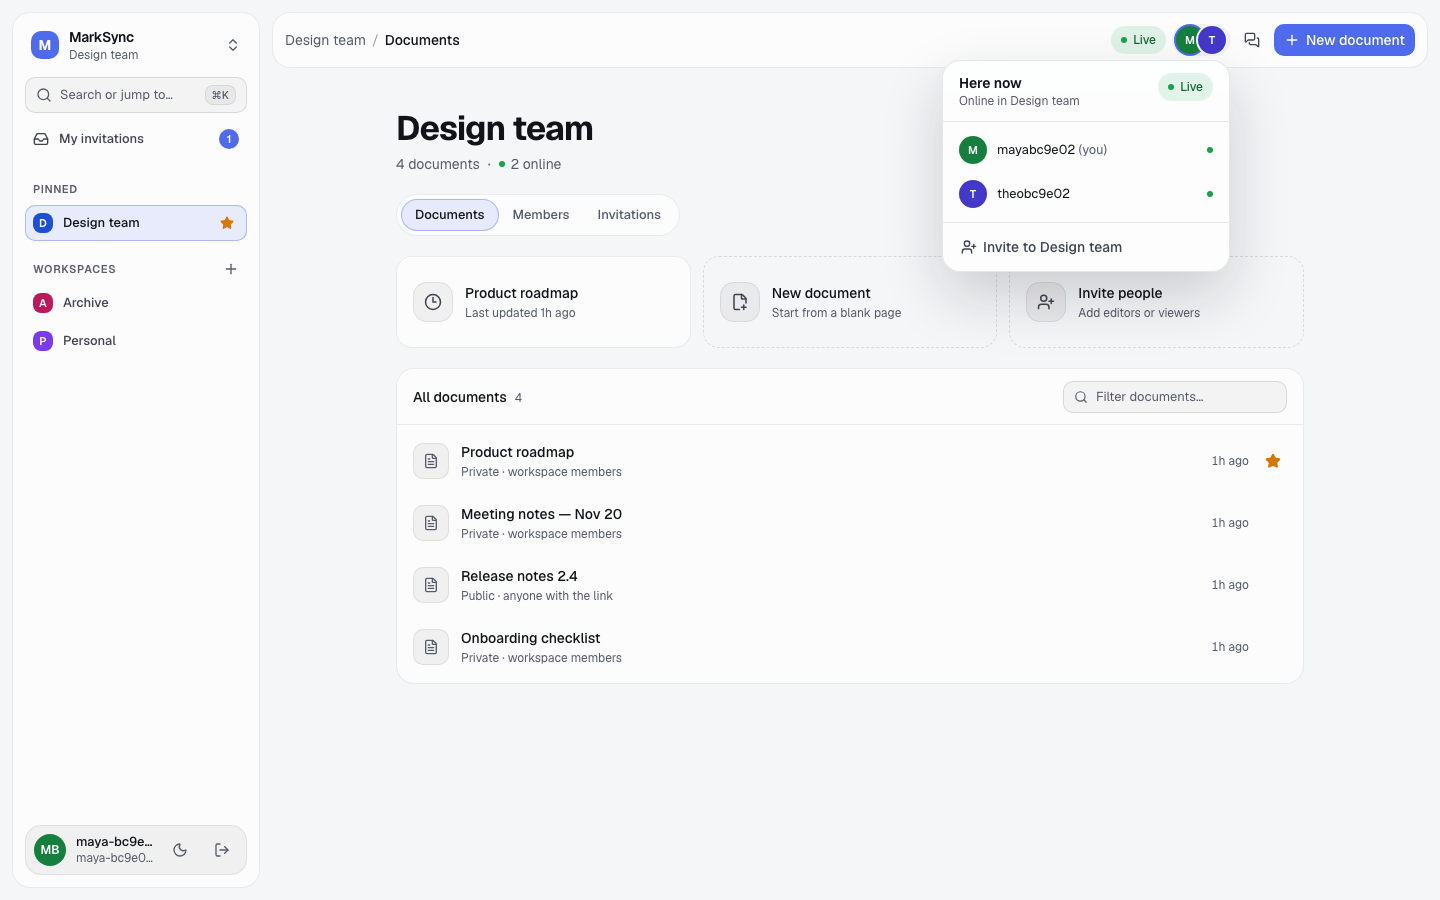 M
MarkSync
Design team
Search or jump to...
⌘K
My invitations
1
PINNED
D
Design team
WORKSPACES
A
Archive
P
Personal
MB
maya-bc9e...
maya-bc9e0...
Design team / Documents
Live
M
T
New document
Here now
Online in Design team
Live
M
mayabc9e02 (you)
T
theobc9e02
Invite to Design team
Design team
4 documents · 2 online
Documents
Members
Invitations
Product roadmap
Last updated 1h ago
New document
Start from a blank page
Invite people
Add editors or viewers
All documents 4
Filter documents...
Product roadmap
Private · workspace members
1h ago
Meeting notes — Nov 20
Private · workspace members
1h ago
Release notes 2.4
Public · anyone with the link
1h ago
Onboarding checklist
Private · workspace members
1h ago